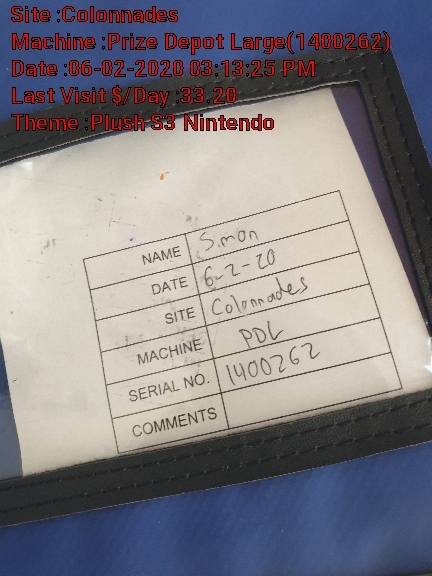 Site :Colonnades
Machine :Prize Depot Large(1400262)
Date :06-02-2020 03:13:25 PM
Last Visit $/Day :33.20
Theme :Plush S3 Nintendo
NAME Simon
DATE 6-2-20
SITE Colonnades
MACHINE PDL
SERIAL NO. 1400262
COMMENTS